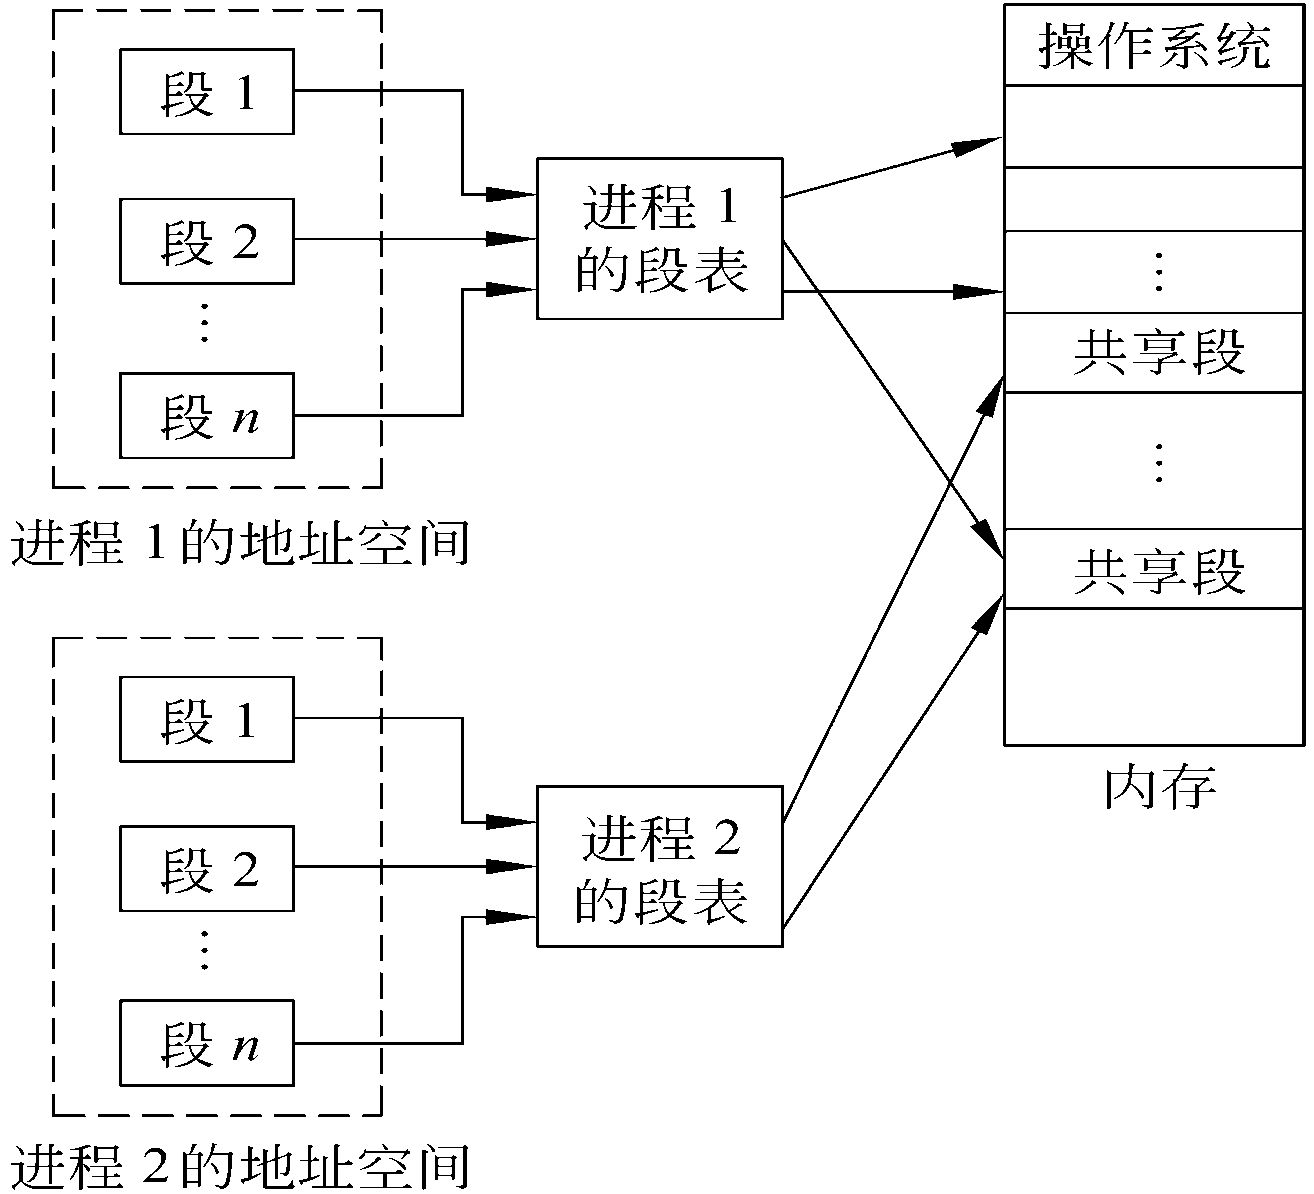 段 1
段 2
⋮
段 n
进程 1 的地址空间
进程 1
的段表
操作系统
⋮
共享段
⋮
共享段
内存
段 1
段 2
⋮
段 n
进程 2 的地址空间
进程 2
的段表